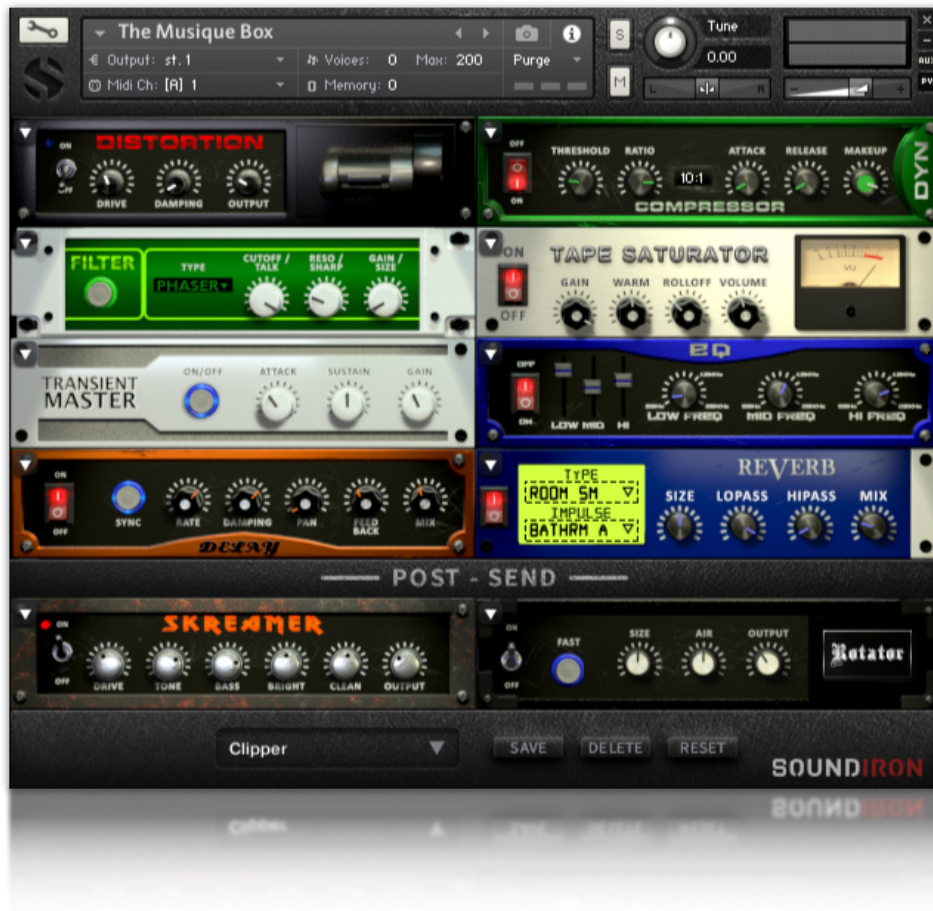 The Musique Box
Output: st.1
Voices: 0 Max: 200
Purge
Midi Ch: [A] 1
Memory: 0
S
M
Tune
0.00
L R
- +
×
-
AUX
PV
DISTORTION
ON
OFF
DRIVE DAMPING OUTPUT
OFF
ON
THRESHOLD RATIO ATTACK RELEASE MAKEUP
10:1
COMPRESSOR
DYN
FILTER
TYPE
PHASER
CUTOFF / TALK
RESO / SHARP
GAIN / SIZE
ON
OFF
TAPE SATURATOR
GAIN WARM ROLLOFF VOLUME
VU
TRANSIENT
MASTER
ON/OFF ATTACK SUSTAIN GAIN
EQ
OFF
ON
LOW MID HI
LOW FREQ MID FREQ HI FREQ
ON
OFF
SYNC RATE DAMPING PAN FEED BACK MIX
DELAY
TYPE
ROOM SM
IMPULSE
BATHRM A
REVERB
SIZE LOPASS HIPASS MIX
POST - SEND
SKREAMER
ON
OFF
DRIVE TONE BASS BRIGHT CLEAN OUTPUT
ON
OFF
FAST SIZE AIR OUTPUT
Rotator
Clipper
SAVE DELETE RESET
SOUNDIRON